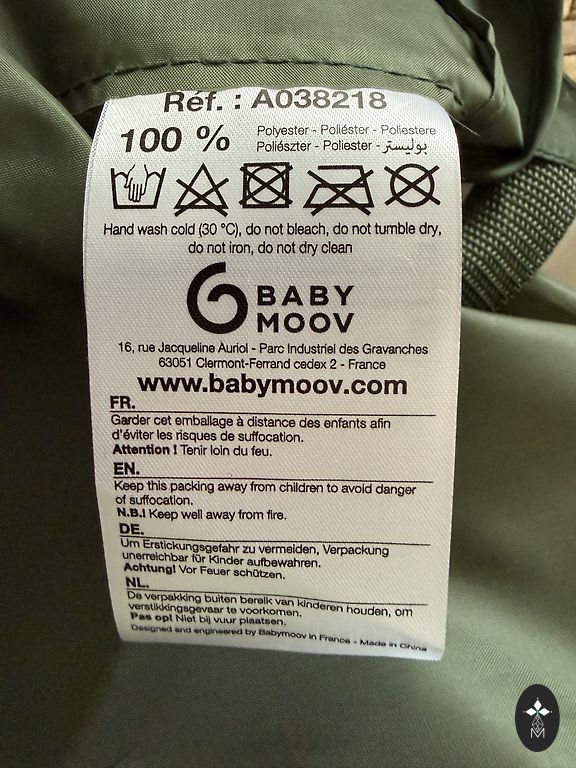 Réf. : A038218
100 %
Polyester - Poliéster - Poliestere
Poliészter - Poliester - بوليستر
Hand wash cold (30 °C), do not bleach, do not tumble dry,
do not iron, do not dry clean
BABY
MOOV
16, rue Jacqueline Auriol - Parc Industriel des Gravanches
63051 Clermont-Ferrand cedex 2 - France
www.babymoov.com
FR.
Garder cet emballage à distance des enfants afin
d'éviter les risques de suffocation.
Attention ! Tenir loin du feu.
EN.
Keep this packing away from children to avoid danger
of suffocation.
N.B.! Keep well away from fire.
DE.
Um Erstickungsgefahr zu vermeiden, Verpackung
unerreichbar für Kinder aufbewahren.
Achtung! Vor Feuer schützen.
NL.
De verpakking buiten bereik van kinderen houden, om
verstikkingsgevaar te voorkomen.
Pas op! Niet bij vuur plaatsen.
Designed and engineered by Babymoov in France - Made in China
M